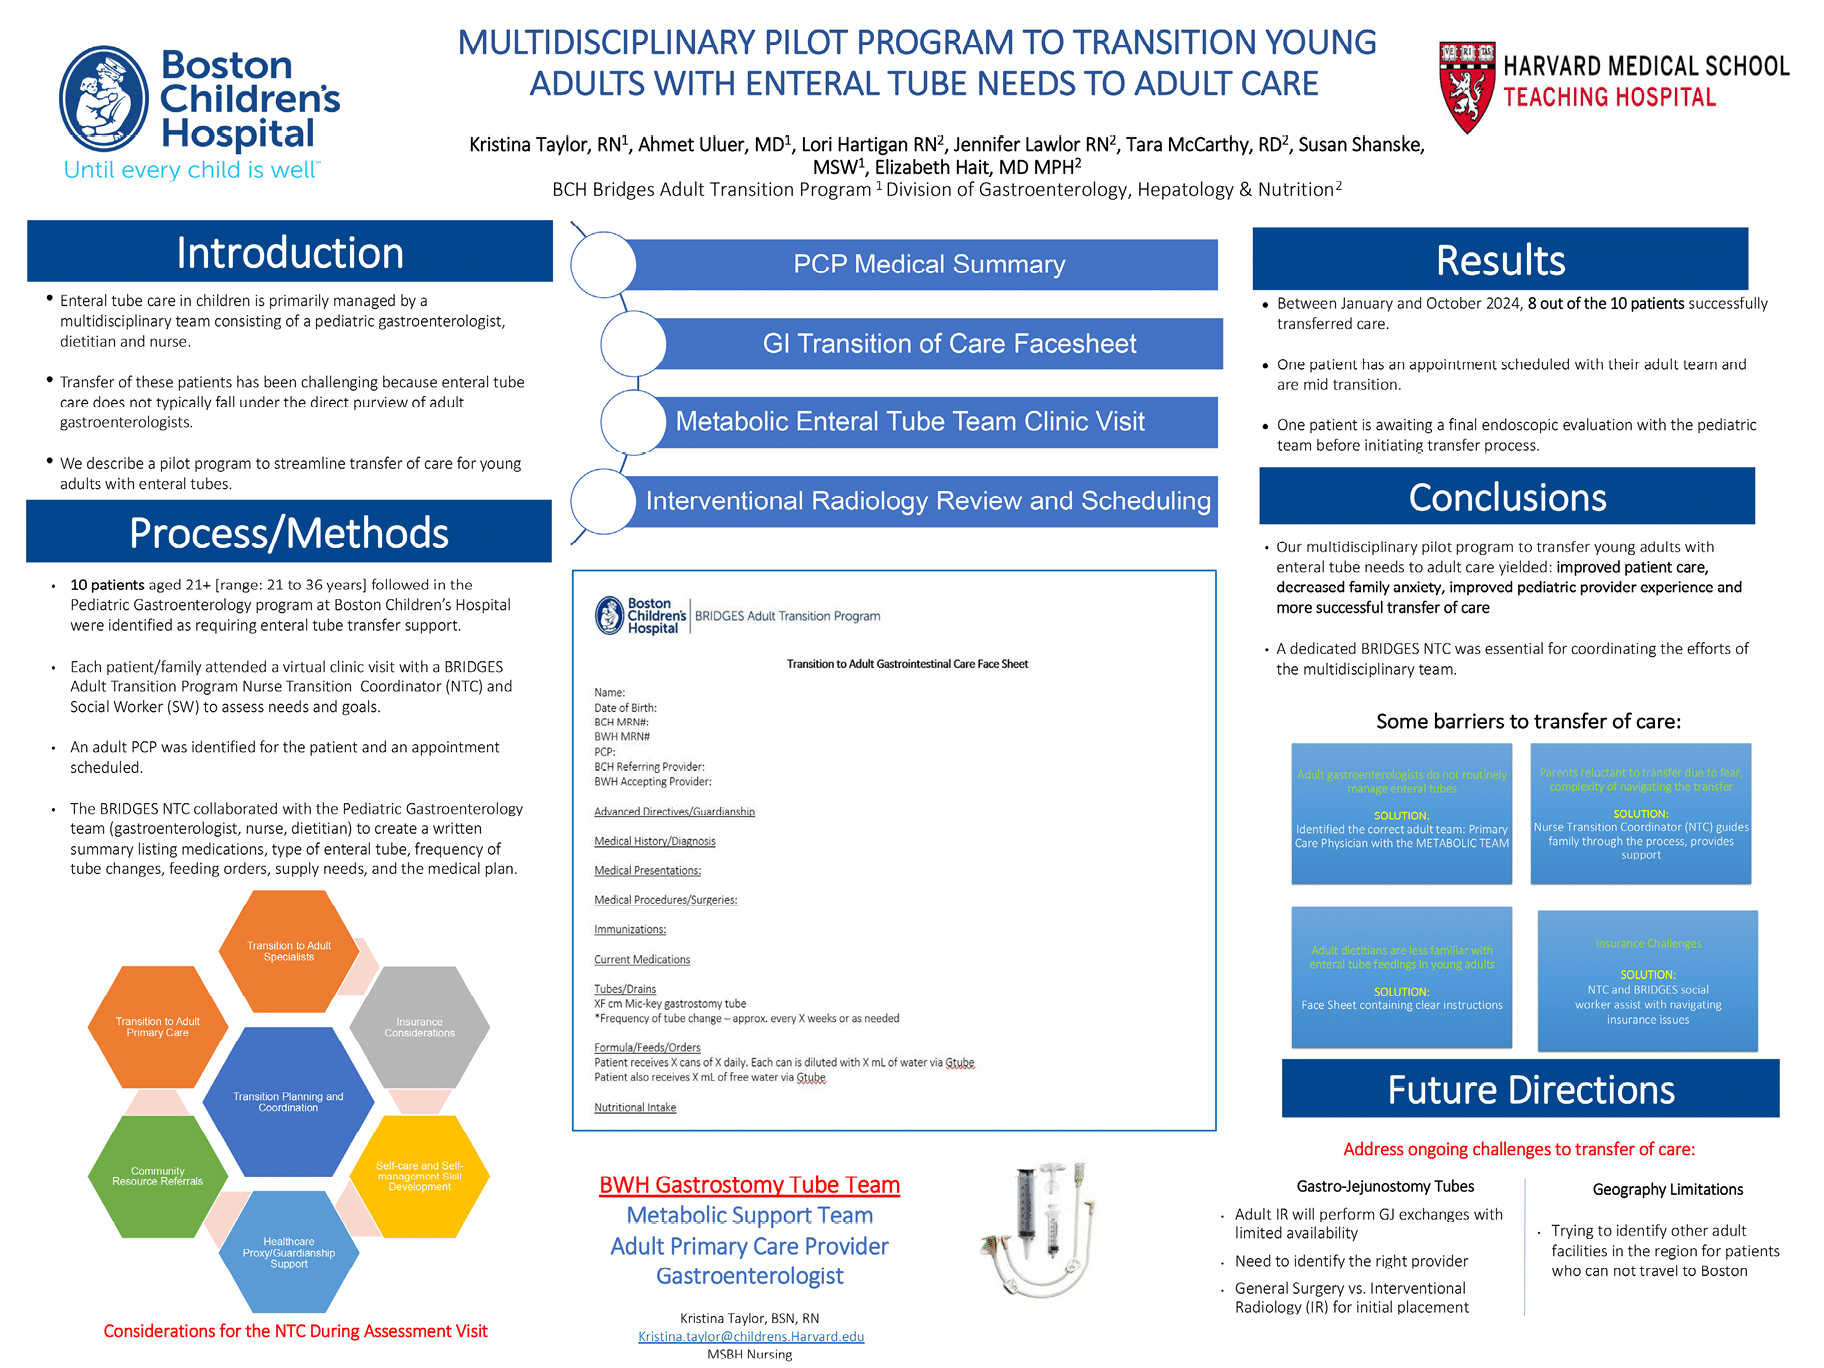 Boston
Children's
Hospital
Until every child is well™
MULTIDISCIPLINARY PILOT PROGRAM TO TRANSITION YOUNG
ADULTS WITH ENTERAL TUBE NEEDS TO ADULT CARE
VE RI TAS
HARVARD MEDICAL SCHOOL
TEACHING HOSPITAL
Kristina Taylor, RN1, Ahmet Uluer, MD1, Lori Hartigan RN2, Jennifer Lawlor RN2, Tara McCarthy, RD2, Susan Shanske,
MSW1, Elizabeth Hait, MD MPH2
BCH Bridges Adult Transition Program 1 Division of Gastroenterology, Hepatology & Nutrition2
Introduction
• Enteral tube care in children is primarily managed by a
multidisciplinary team consisting of a pediatric gastroenterologist,
dietitian and nurse.
• Transfer of these patients has been challenging because enteral tube
care does not typically fall under the direct purview of adult
gastroenterologists.
• We describe a pilot program to streamline transfer of care for young
adults with enteral tubes.
Process/Methods
• 10 patients aged 21+ [range: 21 to 36 years] followed in the
Pediatric Gastroenterology program at Boston Children's Hospital
were identified as requiring enteral tube transfer support.
• Each patient/family attended a virtual clinic visit with a BRIDGES
Adult Transition Program Nurse Transition Coordinator (NTC) and
Social Worker (SW) to assess needs and goals.
• An adult PCP was identified for the patient and an appointment
scheduled.
• The BRIDGES NTC collaborated with the Pediatric Gastroenterology
team (gastroenterologist, nurse, dietitian) to create a written
summary listing medications, type of enteral tube, frequency of
tube changes, feeding orders, supply needs, and the medical plan.
Transition to Adult
Specialists
Transition to Adult
Primary Care
Insurance
Considerations
Transition Planning and
Coordination
Community
Resource Referrals
Self-care and Self-
management Skill
Development
Healthcare
Proxy/Guardianship
Support
Considerations for the NTC During Assessment Visit
PCP Medical Summary
GI Transition of Care Facesheet
Metabolic Enteral Tube Team Clinic Visit
Interventional Radiology Review and Scheduling
Boston
Children's
Hospital
BRIDGES Adult Transition Program
Transition to Adult Gastrointestinal Care Face Sheet
Name:
Date of Birth:
BCH MRN#:
BWH MRN#
PCP:
BCH Referring Provider:
BWH Accepting Provider:
Advanced Directives/Guardianship
Medical History/Diagnosis
Medical Presentations:
Medical Procedures/Surgeries:
Immunizations:
Current Medications
Tubes/Drains
XF cm Mic-key gastrostomy tube
*Frequency of tube change – approx. every X weeks or as needed
Formula/Feeds/Orders
Patient receives X cans of X daily. Each can is diluted with X mL of water via Gtube
Patient also receives X mL of free water via Gtube
Nutritional Intake
BWH Gastrostomy Tube Team
Metabolic Support Team
Adult Primary Care Provider
Gastroenterologist
Kristina Taylor, BSN, RN
Kristina.taylor@childrens.Harvard.edu
MSBH Nursing
Results
• Between January and October 2024, 8 out of the 10 patients successfully
transferred care.
• One patient has an appointment scheduled with their adult team and
are mid transition.
• One patient is awaiting a final endoscopic evaluation with the pediatric
team before initiating transfer process.
Conclusions
• Our multidisciplinary pilot program to transfer young adults with
enteral tube needs to adult care yielded: improved patient care,
decreased family anxiety, improved pediatric provider experience and
more successful transfer of care
• A dedicated BRIDGES NTC was essential for coordinating the efforts of
the multidisciplinary team.
Some barriers to transfer of care:
Adult gastroenterologists do not routinely
manage enteral tubes
SOLUTION:
Identified the correct adult team: Primary
Care Physician with the METABOLIC TEAM
Parents reluctant to transfer due to fear,
complexity of navigating the transfer
SOLUTION:
Nurse Transition Coordinator (NTC) guides
family through the process, provides
support
Adult dietitians are less familiar with
enteral tube feedings in young adults
SOLUTION:
Face Sheet containing clear instructions
Insurance Challenges
SOLUTION:
NTC and BRIDGES social
worker assist with navigating
insurance issues
Future Directions
Address ongoing challenges to transfer of care:
Gastro-Jejunostomy Tubes
• Adult IR will perform GJ exchanges with
limited availability
• Need to identify the right provider
• General Surgery vs. Interventional
Radiology (IR) for initial placement
Geography Limitations
• Trying to identify other adult
facilities in the region for patients
who can not travel to Boston